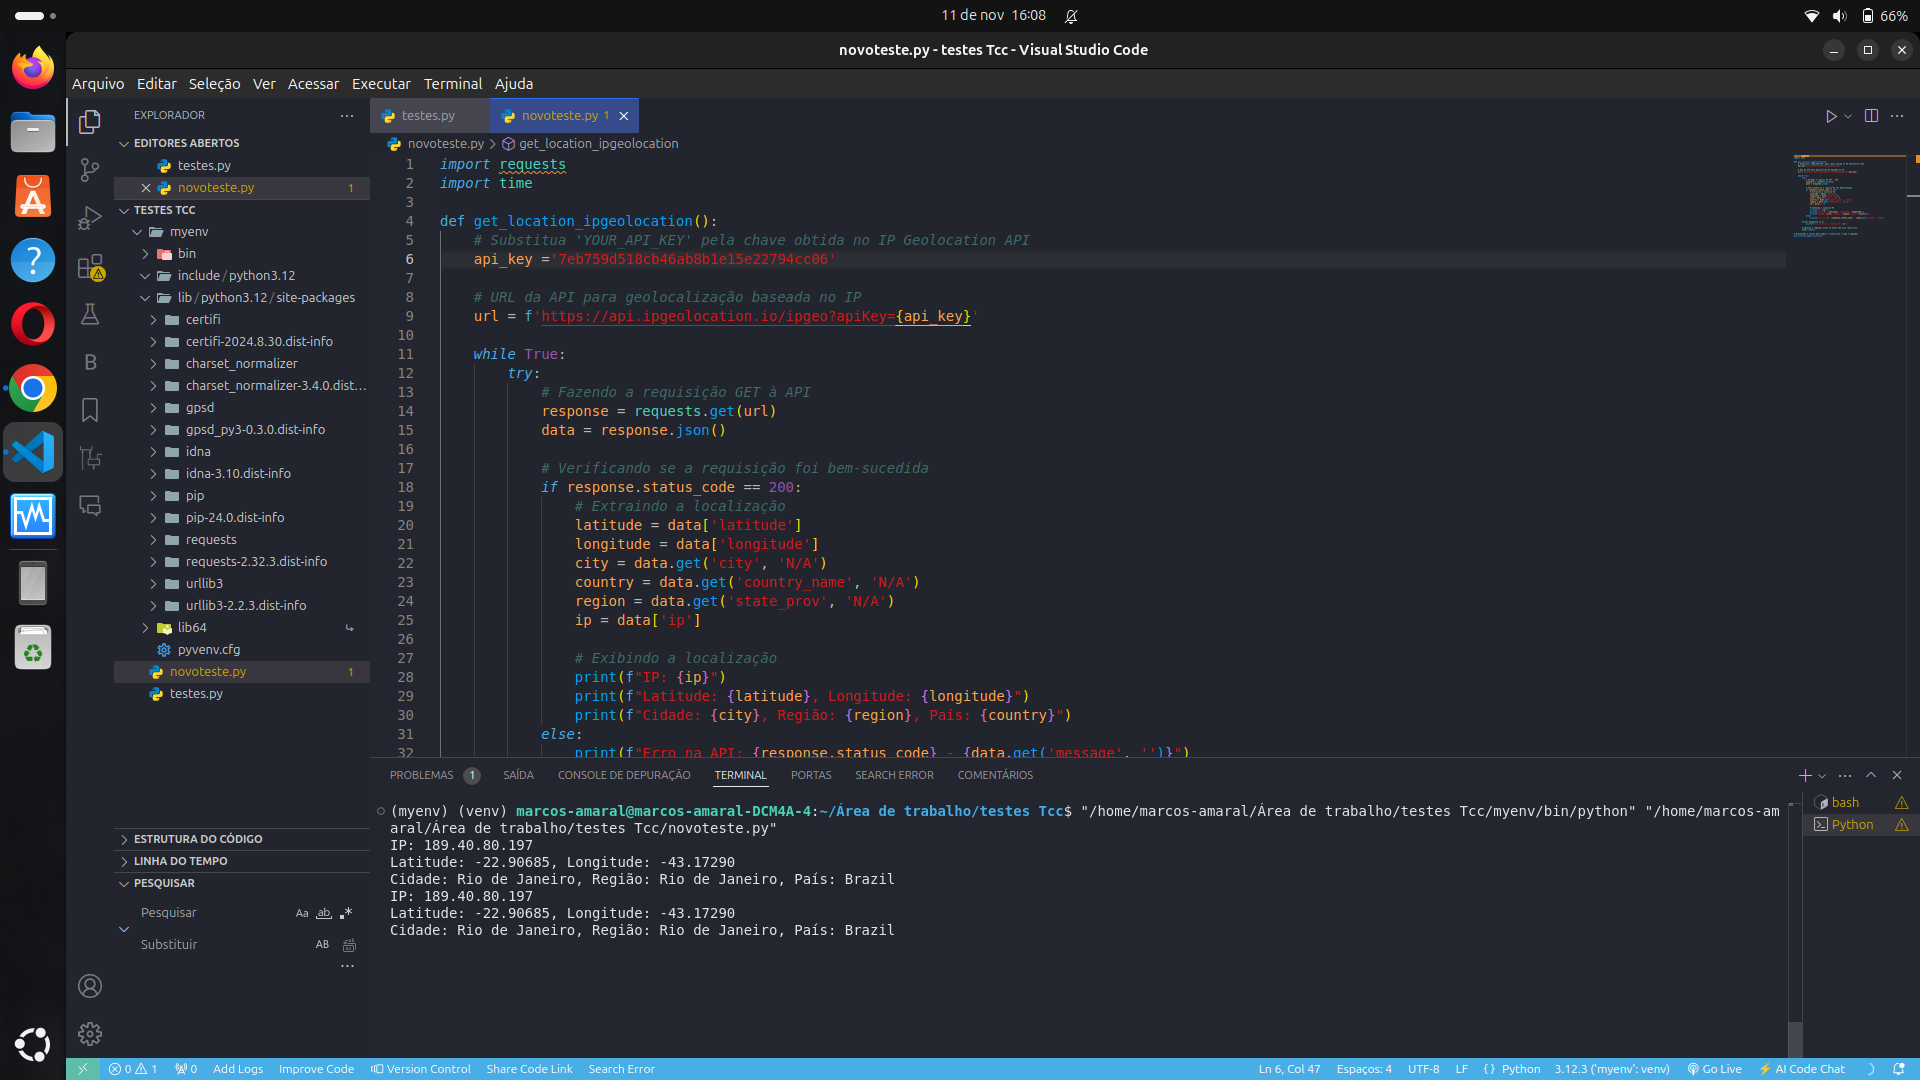 11 de nov 16:08
66%
novoteste.py - testes Tcc - Visual Studio Code
Arquivo Editar Seleção Ver Acessar Executar Terminal Ajuda
EXPLORADOR
EDITORES ABERTOS
testes.py
novoteste.py 1
TESTES TCC
myenv
bin
include / python3.12
lib / python3.12 / site-packages
certifi
certifi-2024.8.30.dist-info
charset_normalizer
charset_normalizer-3.4.0.dist...
gpsd
gpsd_py3-0.3.0.dist-info
idna
idna-3.10.dist-info
pip
pip-24.0.dist-info
requests
requests-2.32.3.dist-info
urllib3
urllib3-2.2.3.dist-info
lib64
pyvenv.cfg
novoteste.py 1
testes.py
ESTRUTURA DO CÓDIGO
LINHA DO TEMPO
PESQUISAR
Pesquisar Aa ab
Substituir AB
testes.py novoteste.py 1
novoteste.py > get_location_ipgeolocation
1 import requests
2 import time
3
4 def get_location_ipgeolocation():
5 # Substitua 'YOUR_API_KEY' pela chave obtida no IP Geolocation API
6 api_key ='7eb759d518cb46ab8b1e15e22794cc06'
7
8 # URL da API para geolocalização baseada no IP
9 url = f'https://api.ipgeolocation.io/ipgeo?apiKey={api_key}'
10
11 while True:
12 try:
13 # Fazendo a requisição GET à API
14 response = requests.get(url)
15 data = response.json()
16
17 # Verificando se a requisição foi bem-sucedida
18 if response.status_code == 200:
19 # Extraindo a localização
20 latitude = data['latitude']
21 longitude = data['longitude']
22 city = data.get('city', 'N/A')
23 country = data.get('country_name', 'N/A')
24 region = data.get('state_prov', 'N/A')
25 ip = data['ip']
26
27 # Exibindo a localização
28 print(f"IP: {ip}")
29 print(f"Latitude: {latitude}, Longitude: {longitude}")
30 print(f"Cidade: {city}, Região: {region}, País: {country}")
31 else:
32 print(f"Erro na API: {response.status_code} - {data.get('message', '')}")
PROBLEMAS 1 SAÍDA CONSOLE DE DEPURAÇÃO TERMINAL PORTAS SEARCH ERROR COMENTÁRIOS
(myenv) (venv) marcos-amaral@marcos-amaral-DCM4A-4:~/Área de trabalho/testes Tcc$ "/home/marcos-amaral/Área de trabalho/testes Tcc/myenv/bin/python" "/home/marcos-am
aral/Área de trabalho/testes Tcc/novoteste.py"
IP: 189.40.80.197
Latitude: -22.90685, Longitude: -43.17290
Cidade: Rio de Janeiro, Região: Rio de Janeiro, País: Brazil
IP: 189.40.80.197
Latitude: -22.90685, Longitude: -43.17290
Cidade: Rio de Janeiro, Região: Rio de Janeiro, País: Brazil
bash
Python
0 1 0 Add Logs Improve Code Version Control Share Code Link Search Error Ln 6, Col 47 Espaços: 4 UTF-8 LF {} Python 3.12.3 ('myenv': venv) Go Live AI Code Chat